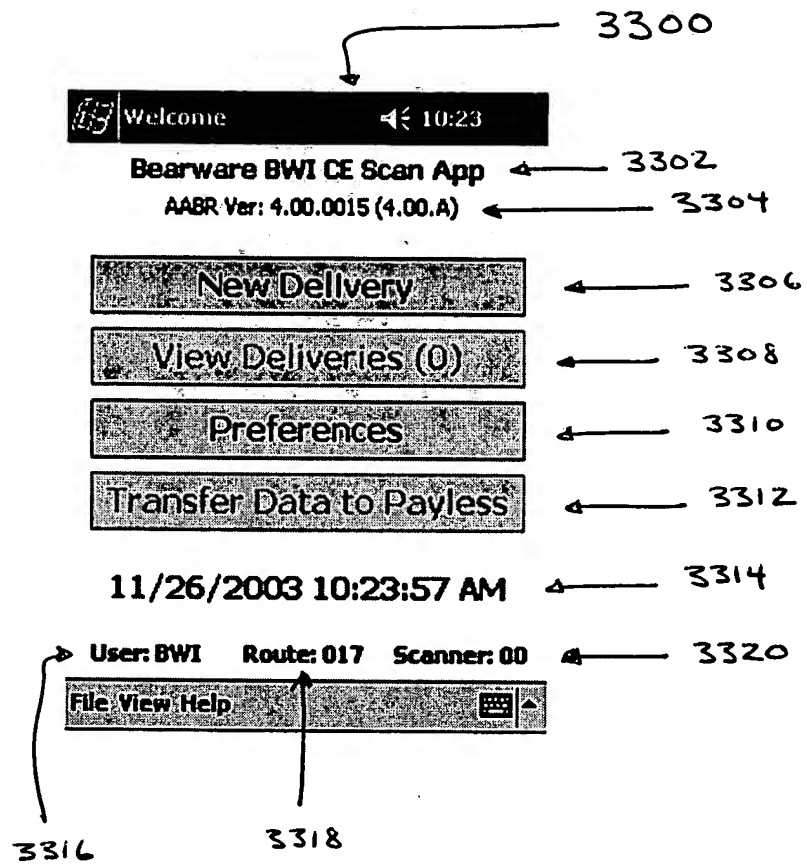 3300
Welcome 10:23
Bearware BWI CE Scan App 3302
AABR Ver: 4.00.0015 (4.00.A) 3304
New Delivery 3306
View Deliveries (0) 3308
Preferences 3310
Transfer Data to Payless 3312
11/26/2003 10:23:57 AM 3314
User: BWI Route: 017 Scanner: 00 3320
File View Help
3316 3318